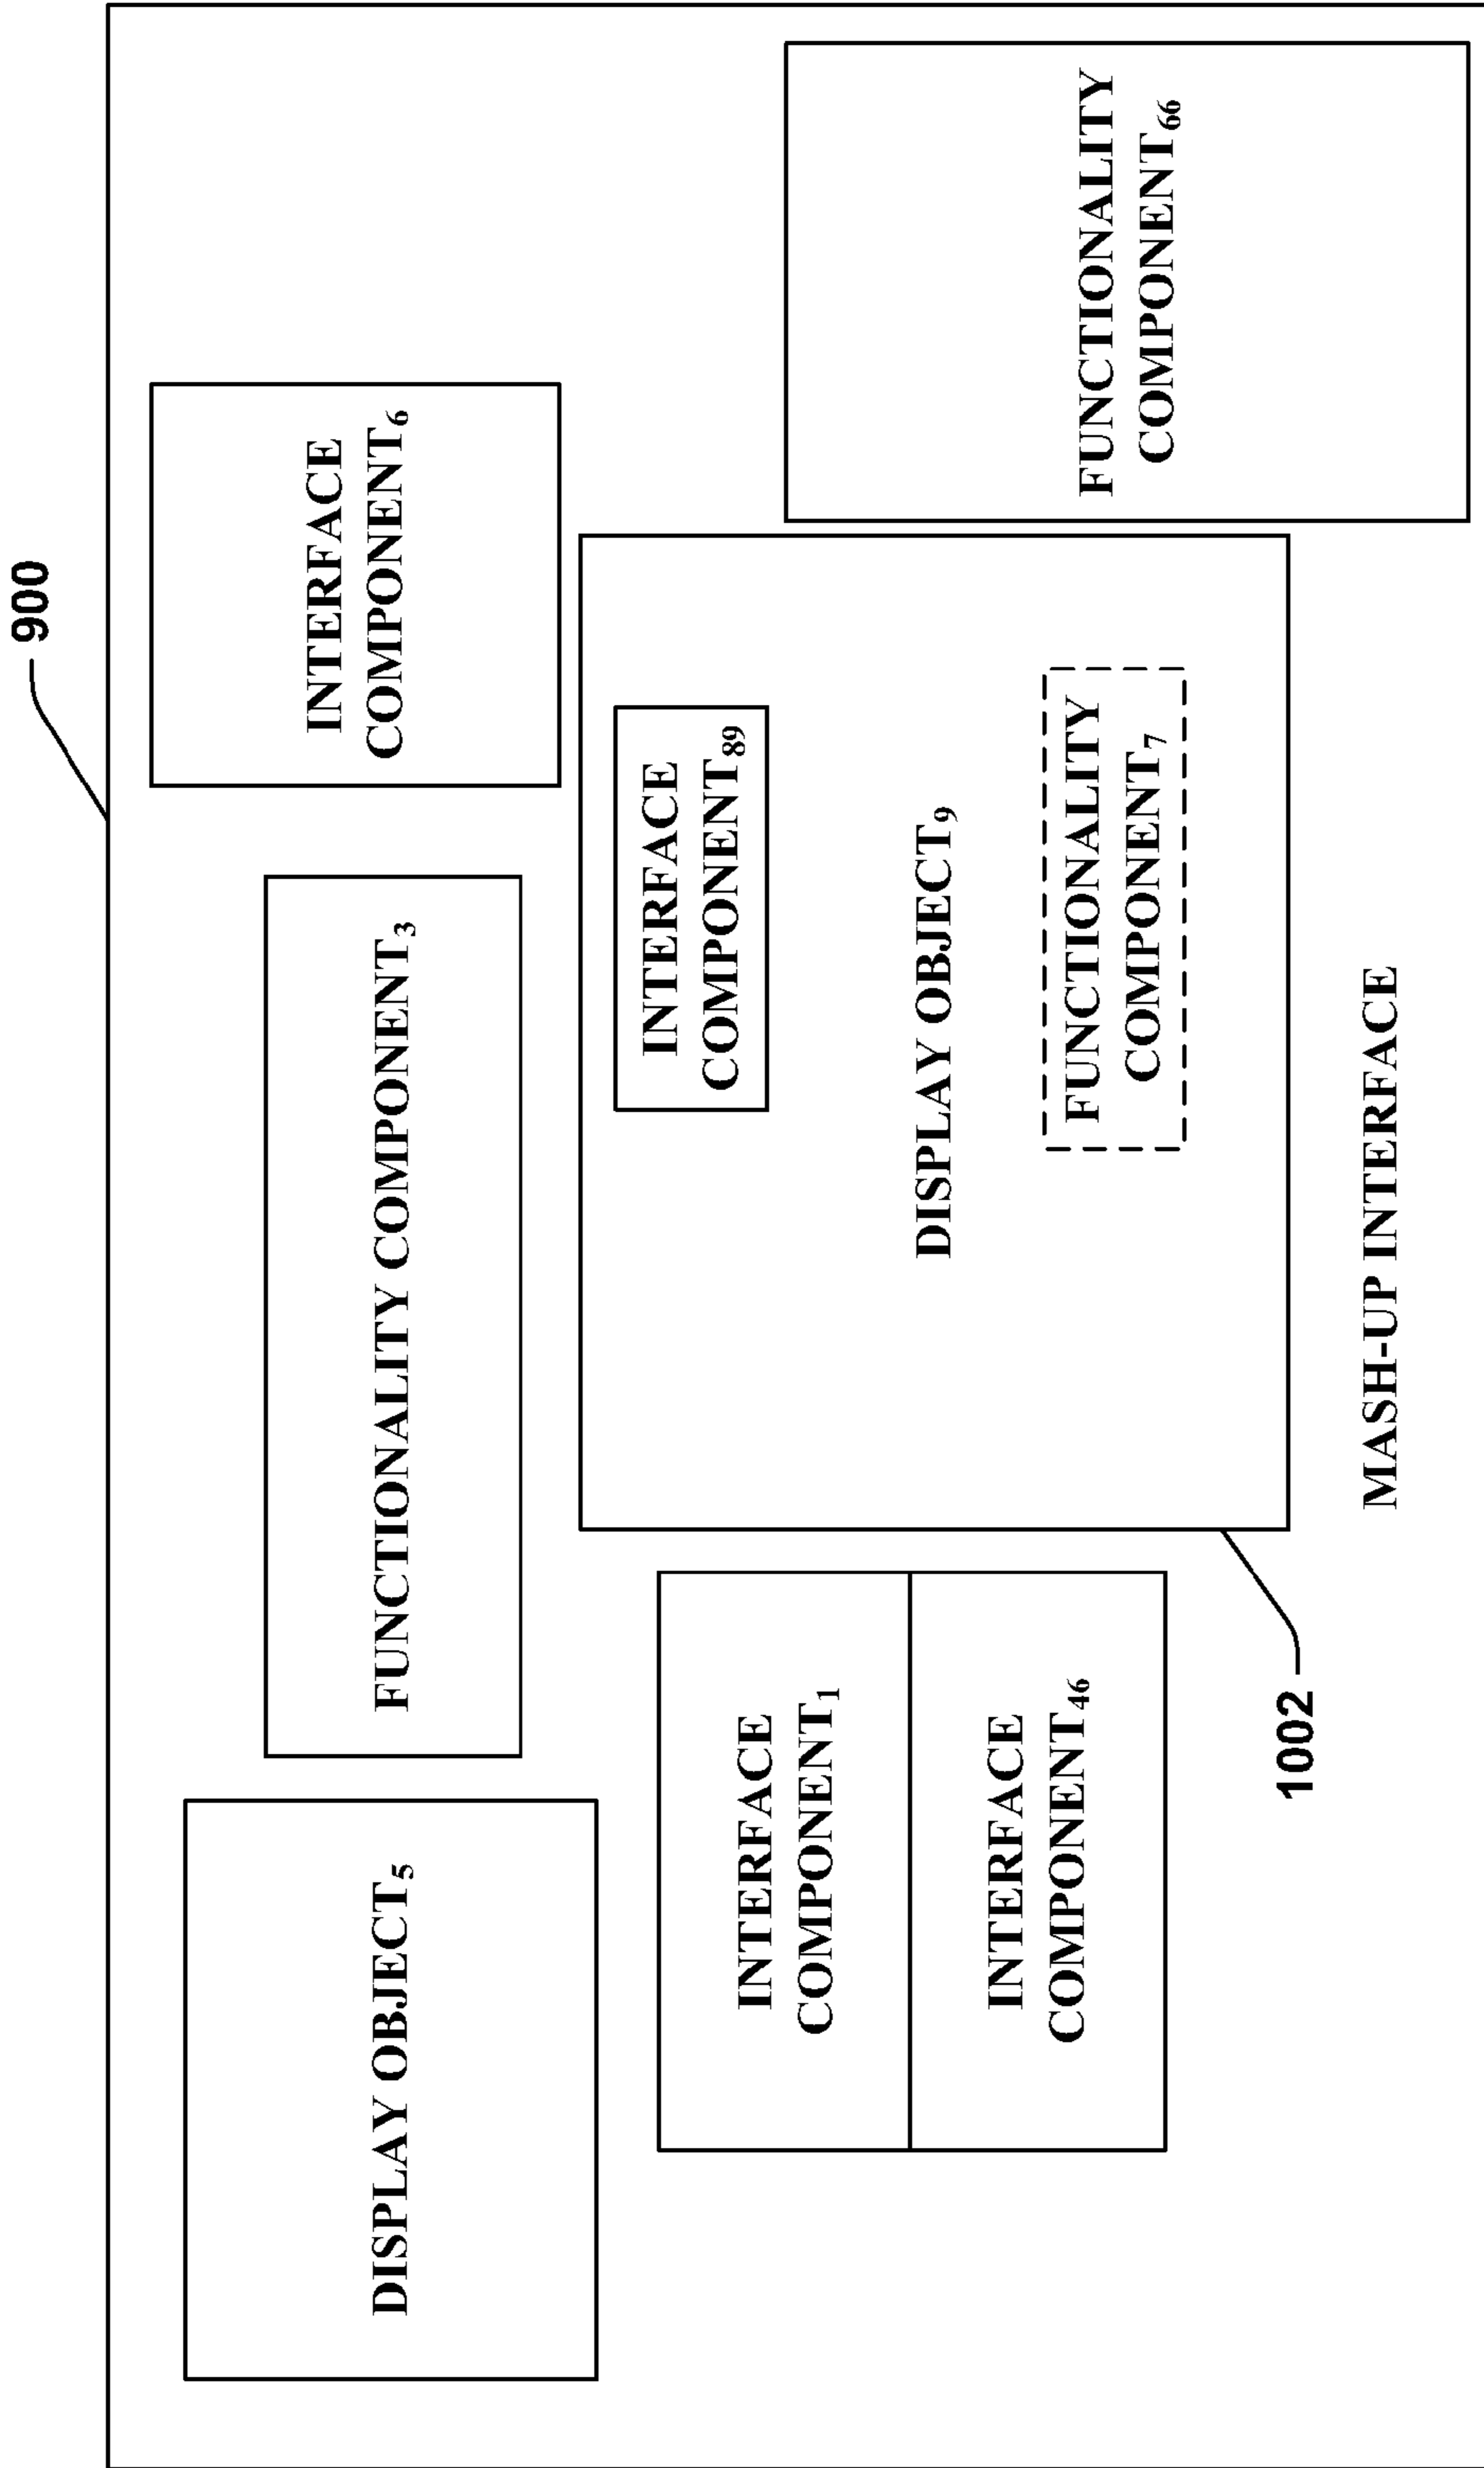 900
DISPLAY OBJECT₅
FUNCTIONALITY COMPONENT₃
INTERFACE
COMPONENT₆
INTERFACE
COMPONENT₁
INTERFACE
COMPONENT₄₆
INTERFACE
COMPONENT₈₉
DISPLAY OBJECT₉
FUNCTIONALITY
COMPONENT₇
FUNCTIONALITY
COMPONENT₆₆
1002
MASH-UP INTERFACE